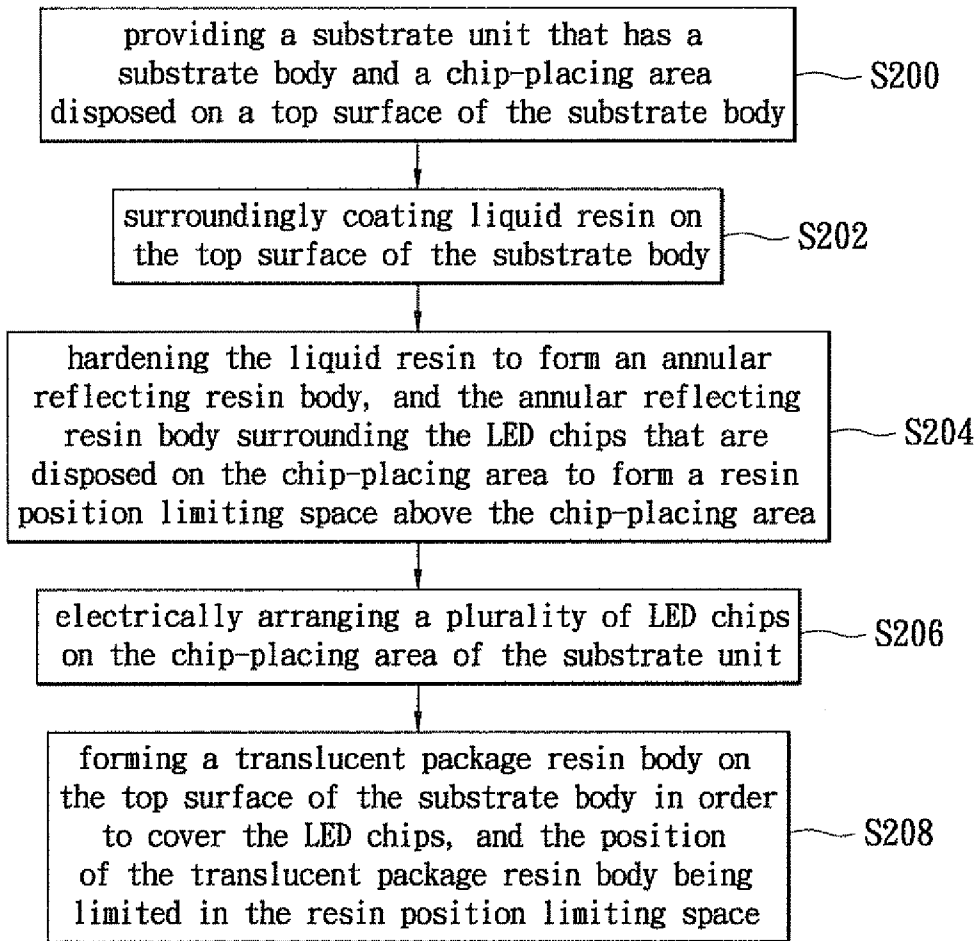 providing a substrate unit that has a
substrate body and a chip-placing area
disposed on a top surface of the substrate body
S200
surroundingly coating liquid resin on
the top surface of the substrate body
S202
hardening the liquid resin to form an annular
reflecting resin body, and the annular reflecting
resin body surrounding the LED chips that are
disposed on the chip-placing area to form a resin
position limiting space above the chip-placing area
S204
electrically arranging a plurality of LED chips
on the chip-placing area of the substrate unit
S206
forming a translucent package resin body on
the top surface of the substrate body in order
to cover the LED chips, and the position
of the translucent package resin body being
limited in the resin position limiting space
S208